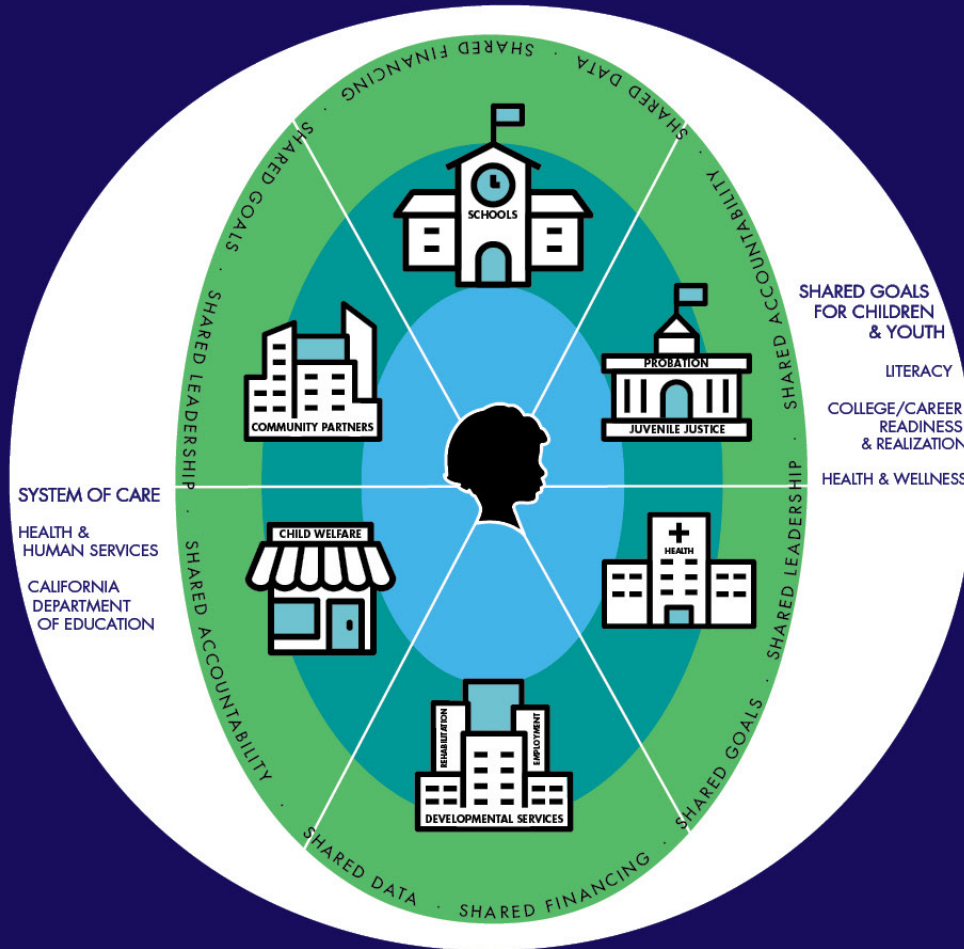 SHARED GOALS · SHARED FINANCING · SHARED DATA · SHARED ACCOUNTABILITY · SHARED LEADERSHIP · SHARED GOALS · SHARED FINANCING · SHARED DATA · SHARED ACCOUNTABILITY · SHARED LEADERSHIP ·
SCHOOLS
COMMUNITY PARTNERS
PROBATION
JUVENILE JUSTICE
CHILD WELFARE
HEALTH
REHABILITATION
EMPLOYMENT
DEVELOPMENTAL SERVICES
SYSTEM OF CARE
HEALTH &
HUMAN SERVICES
CALIFORNIA
DEPARTMENT
OF EDUCATION
SHARED GOALS
FOR CHILDREN
& YOUTH
LITERACY
COLLEGE/CAREER
READINESS
& REALIZATION
HEALTH & WELLNESS